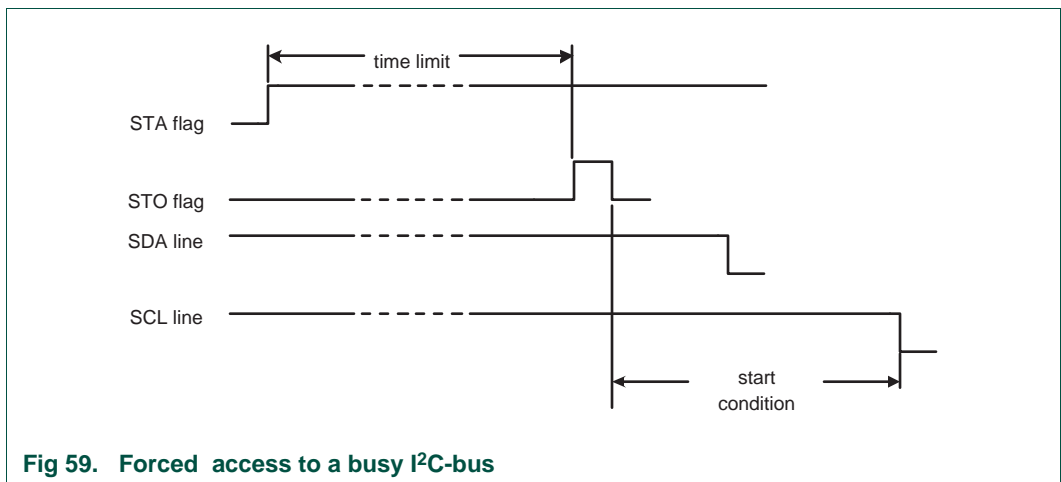 time limit
STA flag
STO flag
SDA line
SCL line
start
condition
Fig 59. Forced access to a busy I²C-bus